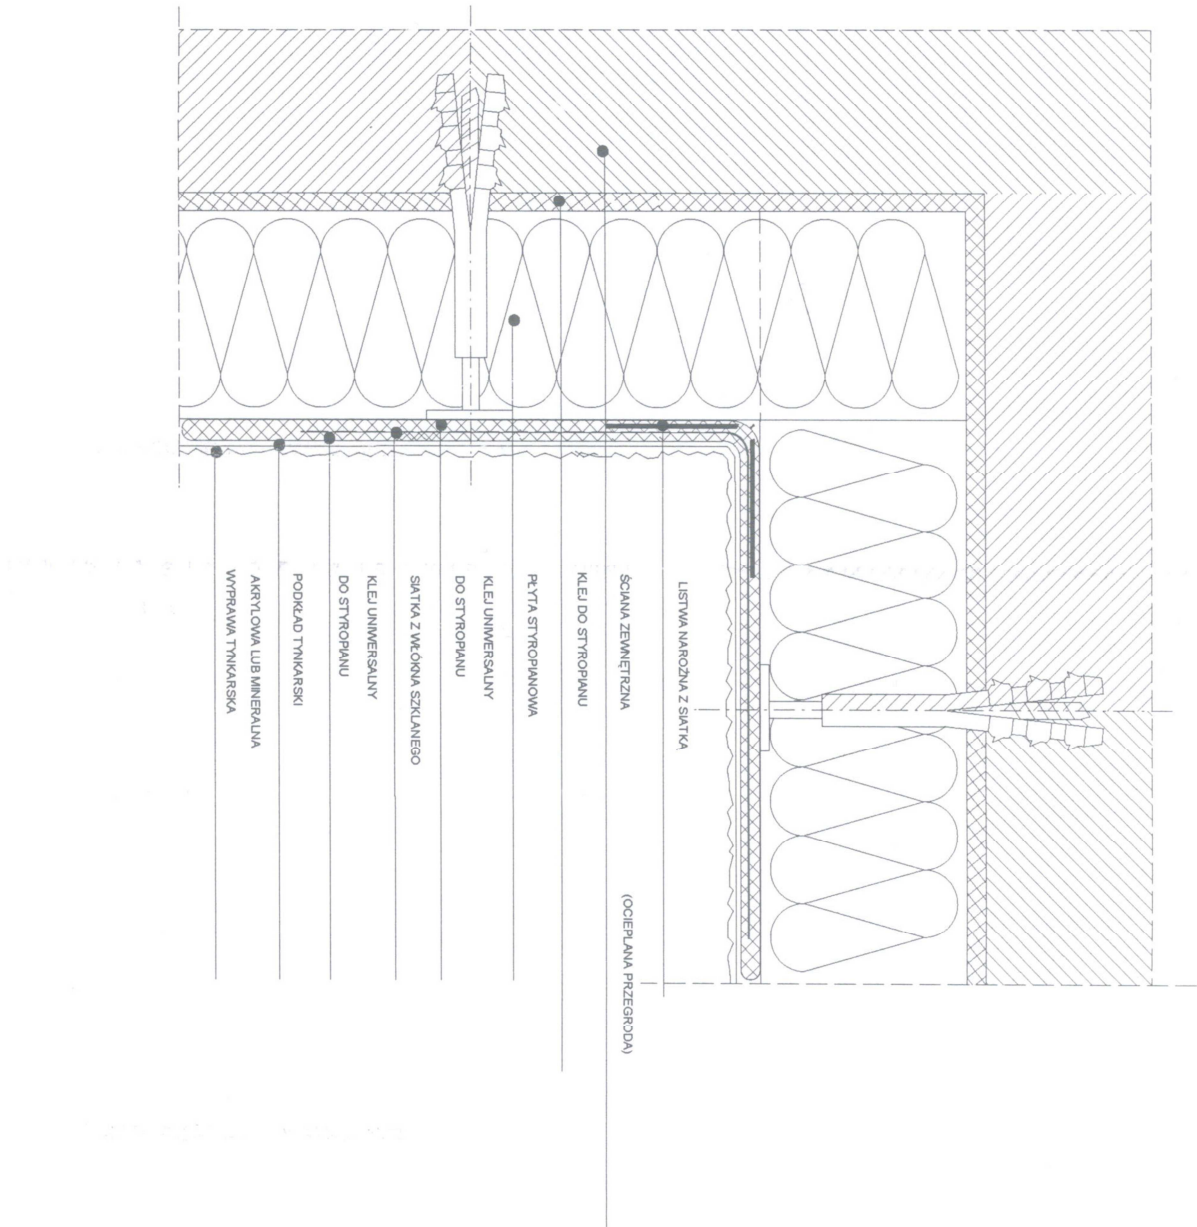 LISTWA NAROŻNA Z SIATKA
ŚCIANA ZEWNĘTRZNA (OCIEPLANA PRZEGRODA)
KLEJ DO STYROPIANU
PŁYTA STYROPIANOWA
KLEJ UNIWERSALNY
DO STYROPIANU
SIATKA Z WŁÓKNA SZKLANEGO
KLEJ UNIWERSALNY
DO STYROPIANU
PODKŁAD TYNKARSKI
AKRYLOWA LUB MINERALNA
WYPRAWA TYNKARSKA